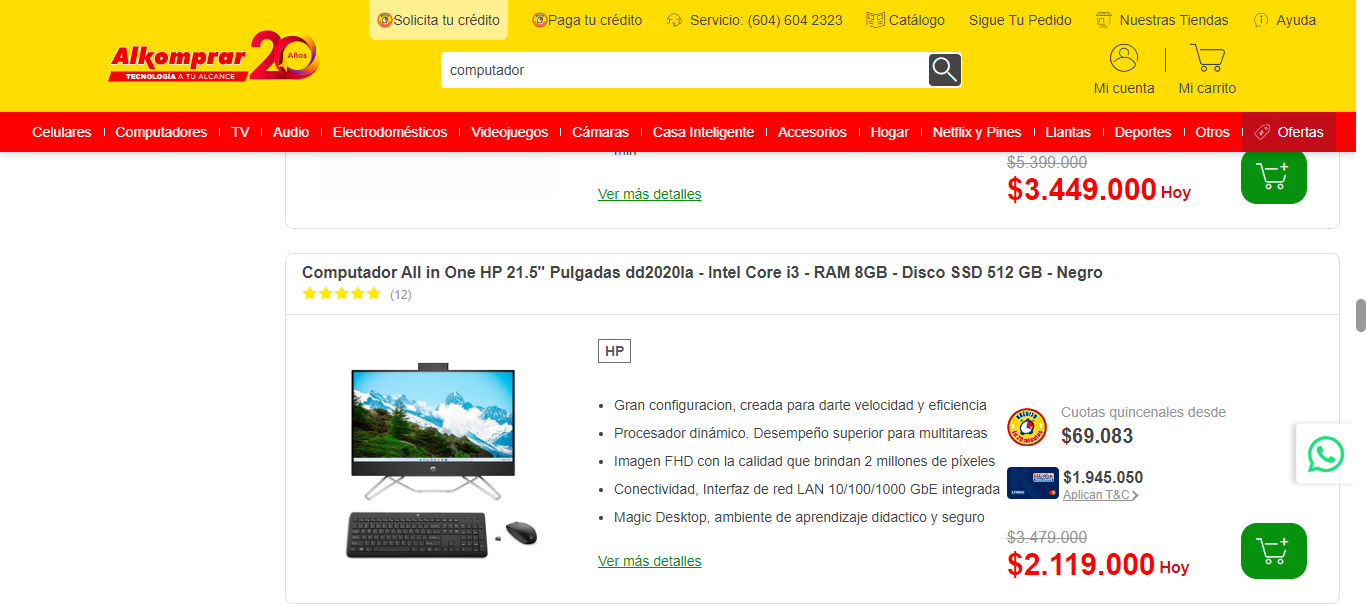 Solicita tu crédito
Paga tu crédito
Servicio: (604) 604 2323
Catálogo
Sigue Tu Pedido
Nuestras Tiendas
Ayuda
Alkomprar 20 Años
TECNOLOGÍA A TU ALCANCE
computador
Mi cuenta
Mi carrito
Celulares
Computadores
TV
Audio
Electrodomésticos
Videojuegos
Cámaras
Casa Inteligente
Accesorios
Hogar
Netflix y Pines
Llantas
Deportes
Otros
Ofertas
$5.399.000
Ver más detalles
$3.449.000 Hoy
Computador All in One HP 21.5" Pulgadas dd2020la - Intel Core i3 - RAM 8GB - Disco SSD 512 GB - Negro
(12)
HP
Gran configuracion, creada para darte velocidad y eficiencia
Procesador dinámico. Desempeño superior para multitareas
Imagen FHD con la calidad que brindan 2 millones de píxeles
Conectividad, Interfaz de red LAN 10/100/1000 GbE integrada
Magic Desktop, ambiente de aprendizaje didactico y seguro
Ver más detalles
Cuotas quincenales desde
$69.083
$1.945.050
Aplican T&C
$3.479.000
$2.119.000 Hoy